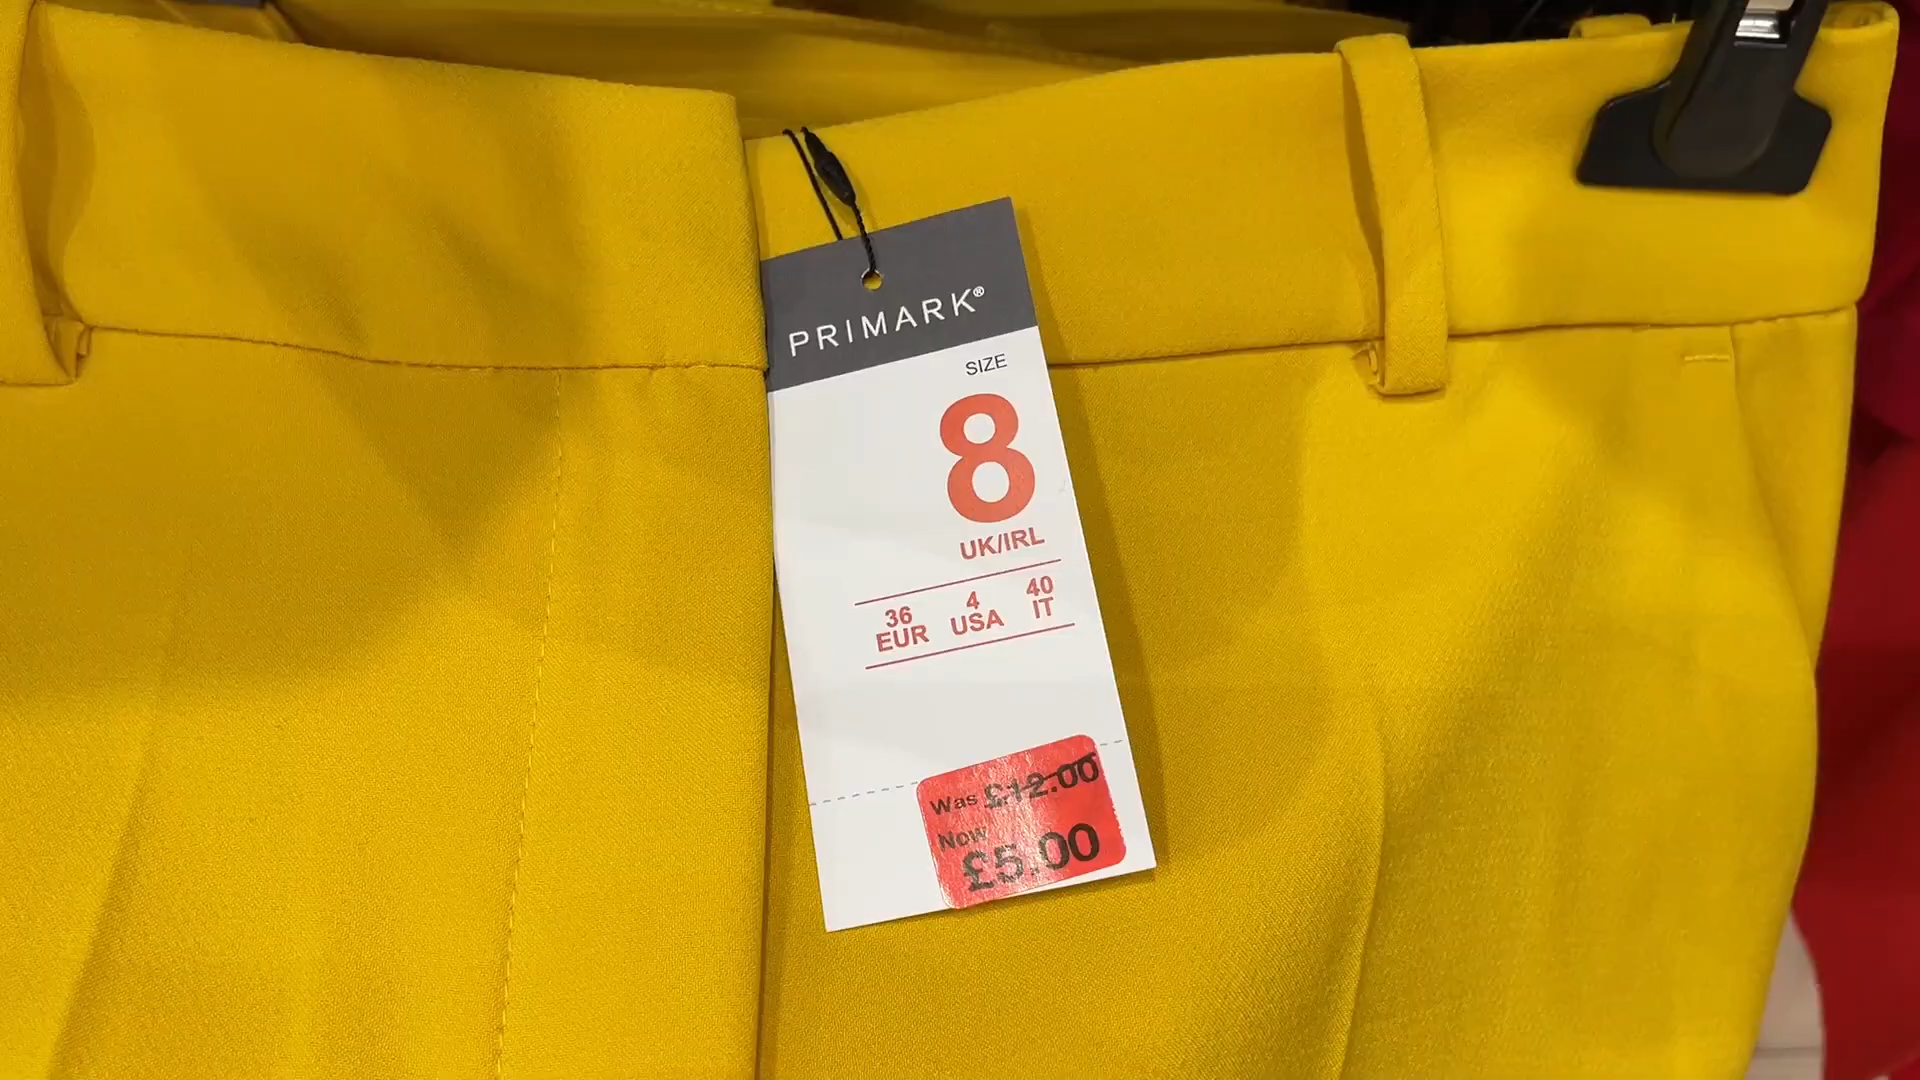 PRIMARK®
SIZE
8
UK/IRL
36 4 40
EUR USA IT
Was £12.00
Now
£5.00